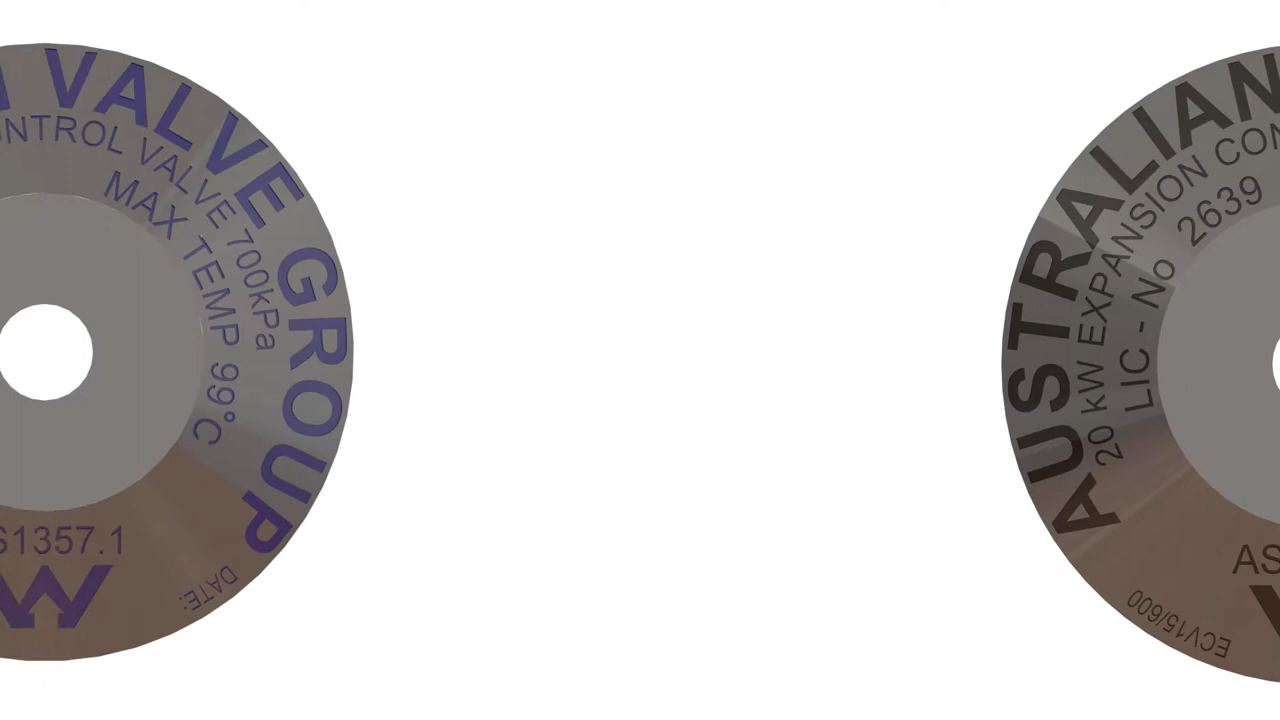 VALVE GROUP
CONTROL VALVE 700kPa
MAX TEMP 99°C
S1357.1
DATE:
AUSTRALIAN
20 kW EXPANSION CON
LIC - No 2639
AS
ECV15/600